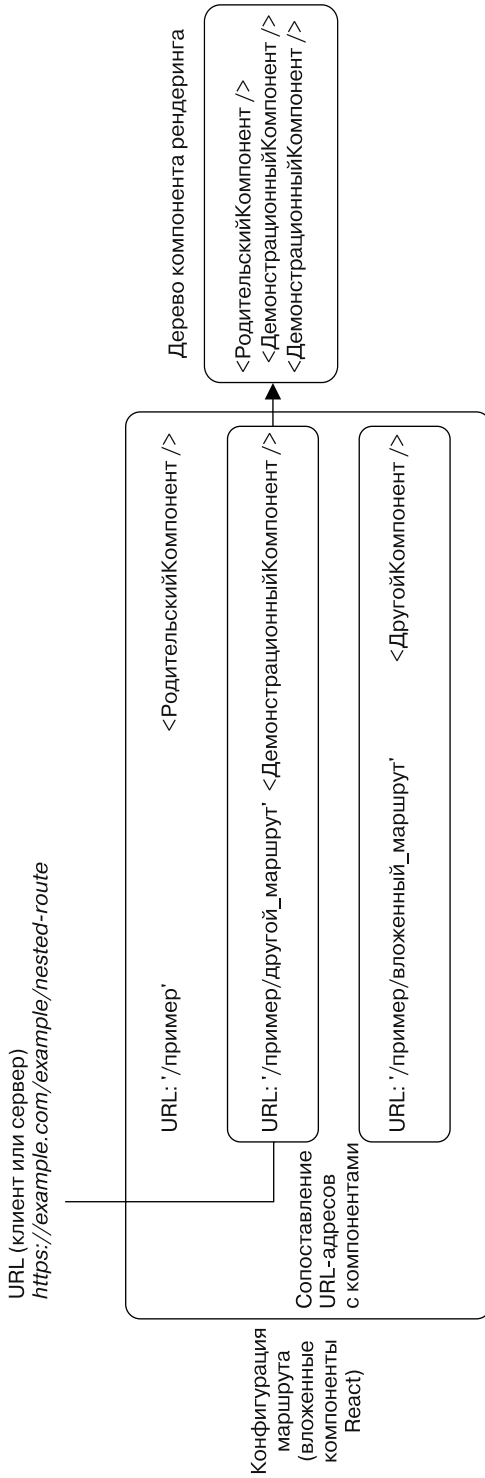 URL (клиент или сервер)
https://example.com/example/nested-route
Конфигурация
маршрута
(вложенные
компоненты
React)
URL: '/пример'
<РодительскийКомпонент />
URL: '/пример/другой_маршрут' <ДемонстрационныйКомпонент />
Сопоставление
URL-адресов
с компонентами
URL: '/пример/вложенный_маршрут'
<ДругойКомпонент />
Дерево компонента рендеринга
<РодительскийКомпонент />
<ДемонстрационныйКомпонент />
<ДемонстрационныйКомпонент />